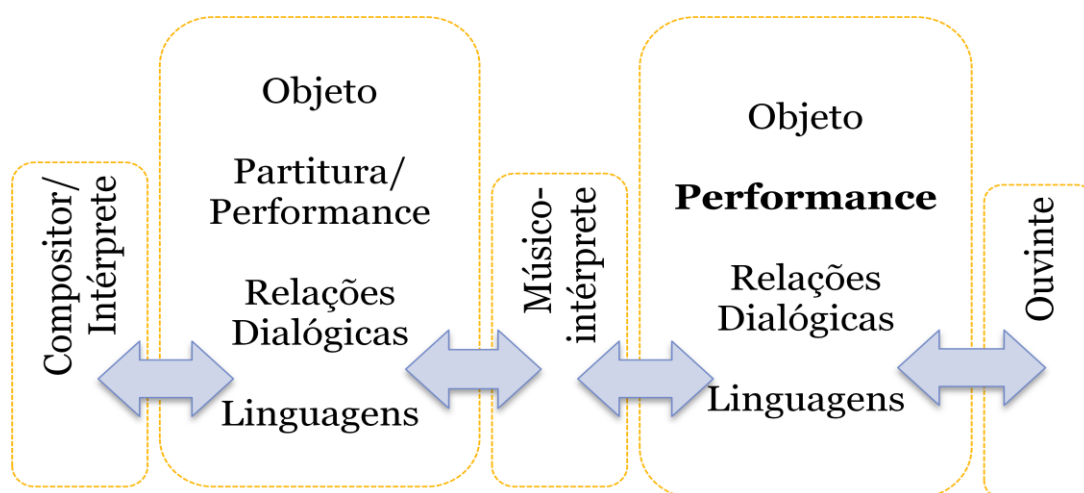 Compositor/
Intérprete
Objeto
Partitura/
Performance
Relações
Dialógicas
Linguagens
Músico-
intérprete
Objeto
Performance
Relações
Dialógicas
Linguagens
Ouvinte